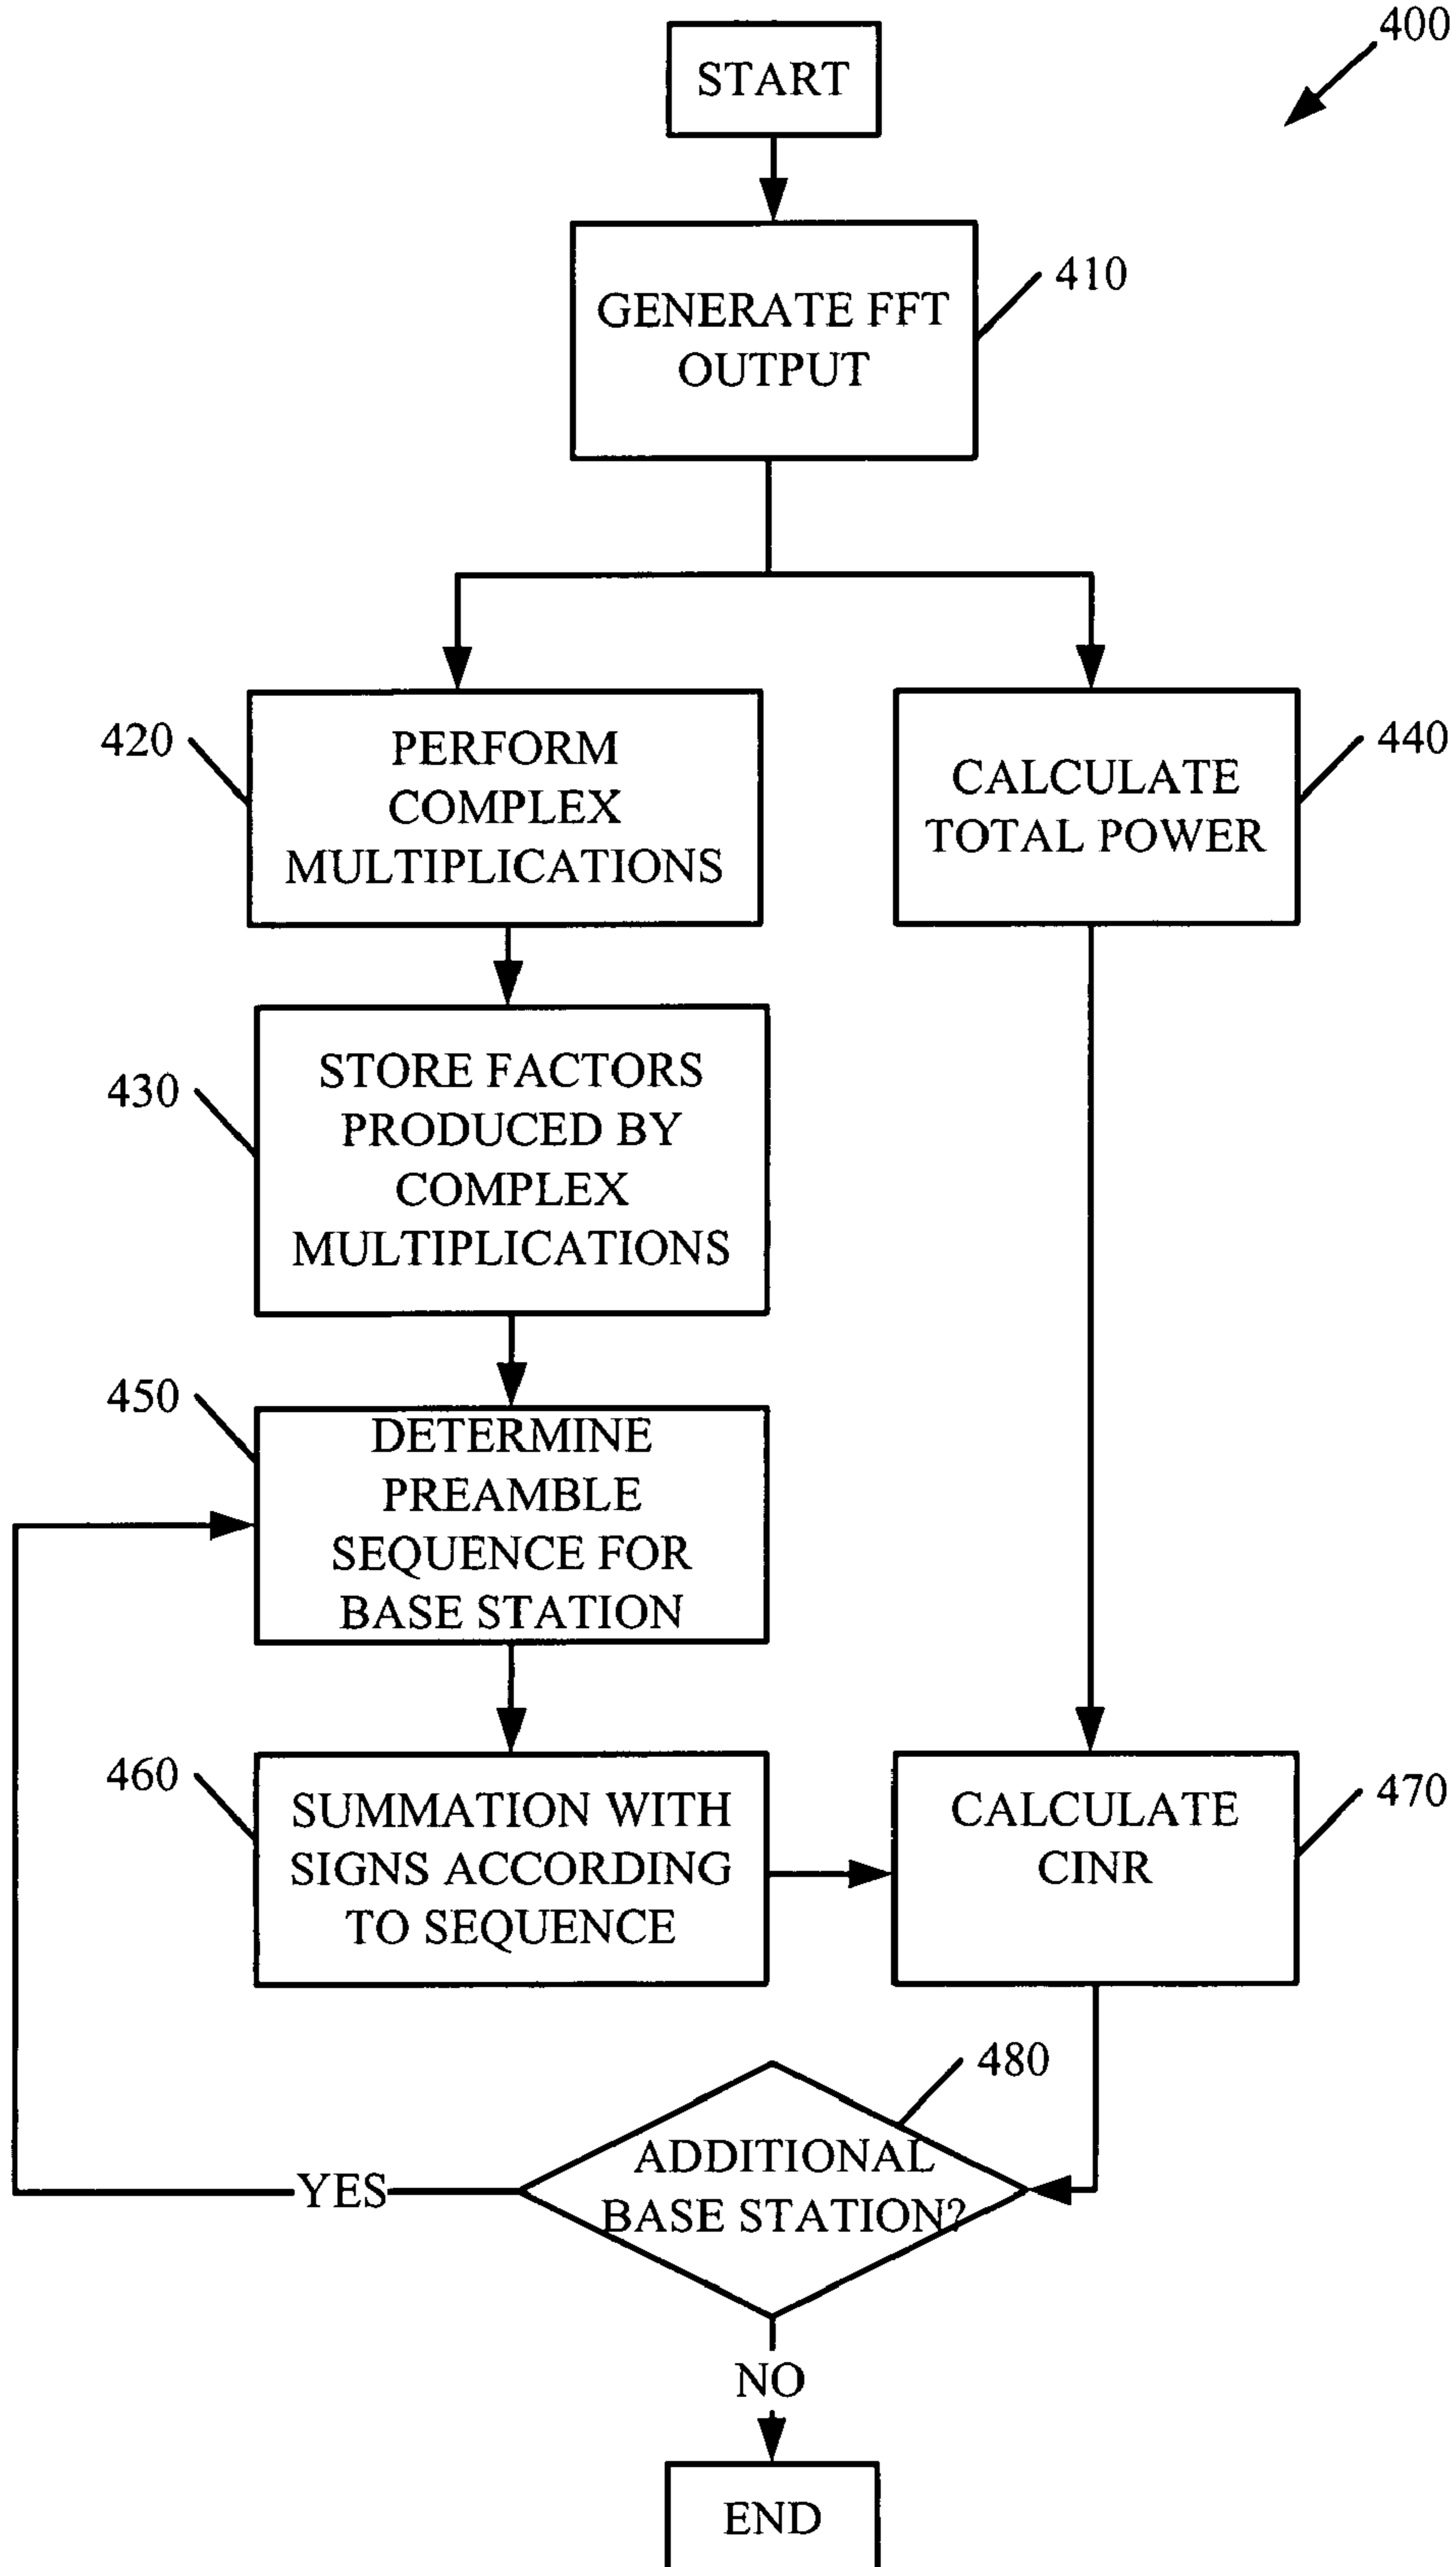 400
START
GENERATE FFT
OUTPUT
410
420
PERFORM
COMPLEX
MULTIPLICATIONS
CALCULATE
TOTAL POWER
440
430
STORE FACTORS
PRODUCED BY
COMPLEX
MULTIPLICATIONS
450
DETERMINE
PREAMBLE
SEQUENCE FOR
BASE STATION
460
SUMMATION WITH
SIGNS ACCORDING
TO SEQUENCE
CALCULATE
CINR
470
480
ADDITIONAL
BASE STATION?
YES
NO
END